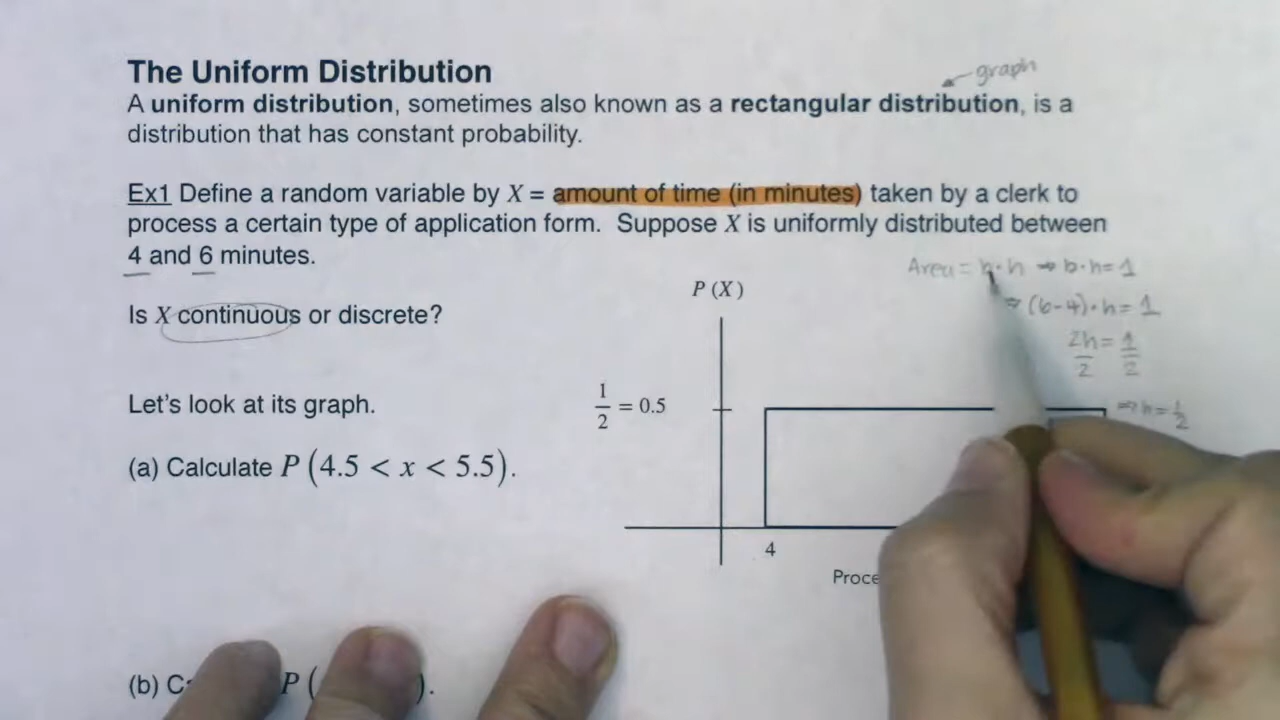 The Uniform Distribution
graph
A uniform distribution, sometimes also known as a rectangular distribution, is a
distribution that has constant probability.
Ex1 Define a random variable by X = amount of time (in minutes) taken by a clerk to
process a certain type of application form. Suppose X is uniformly distributed between
4 and 6 minutes.
Area = b·h ⇒ b·h = 1
P (X)
⇒ (6-4)·h = 1
Is X continuous or discrete?
2h/2 = 1/2
Let's look at its graph.
1/2 = 0.5
⇒ h = 1/2
(a) Calculate P (4.5 < x < 5.5).
4
(b) P ( ).